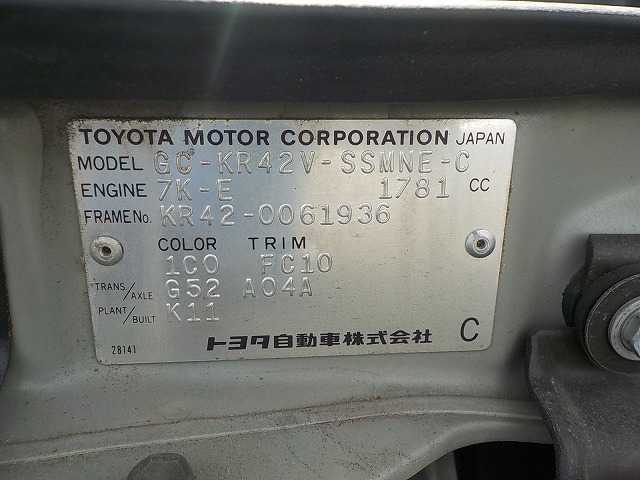 TOYOTA MOTOR CORPORATION JAPAN
MODEL GC-KR42V-SSMNE-C
ENGINE 7K-E 1781 CC
FRAME No. KR42-0061936
COLOR TRIM
1C0 FC10
TRANS/AXLE G52 A04A
PLANT/BUILT K11
28141 トヨタ自動車株式会社 C